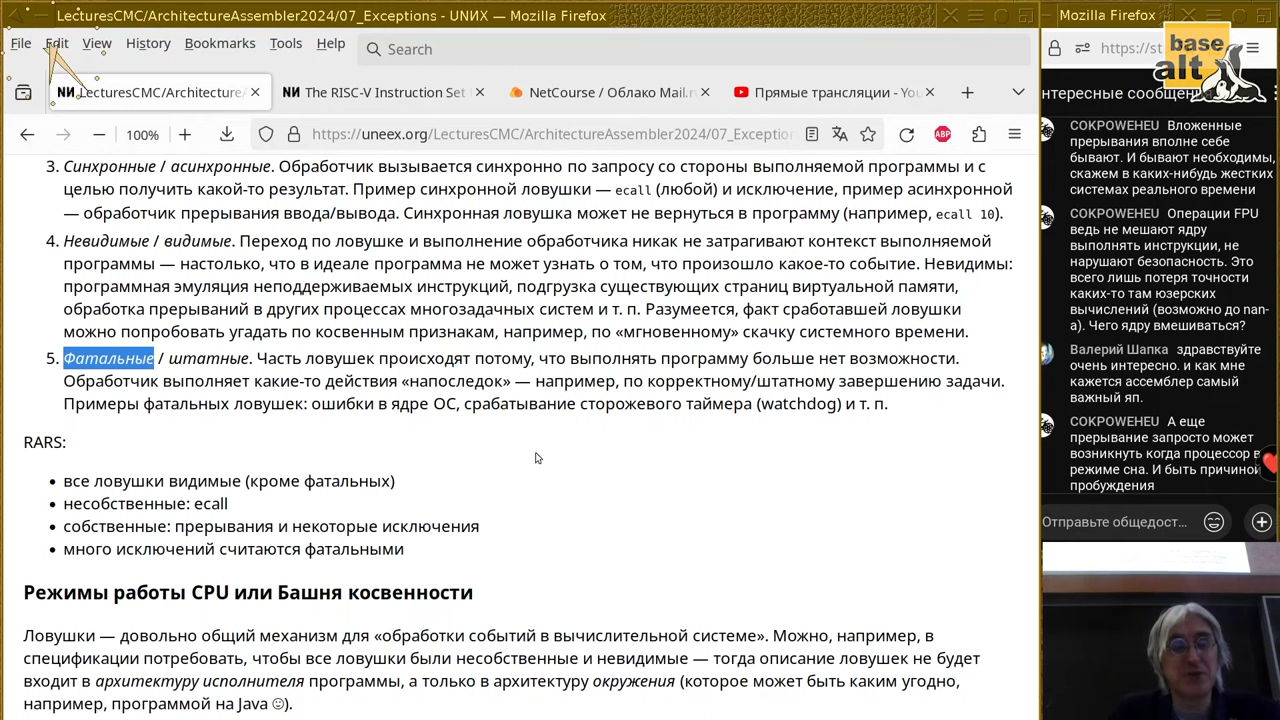 LecturesCMC/ArchitectureAssembler2024/07_Exceptions - UNИX — Mozilla Firefox
File Edit View History Bookmarks Tools Help
Search
LecturesCMC/Architecture
The RISC-V Instruction Set
NetCourse / Облако Mail.r
Прямые трансляции - You
100%
https://uneex.org/LecturesCMC/ArchitectureAssembler2024/07_Exception
ABP
3. Синхронные / асинхронные. Обработчик вызывается синхронно по запросу со стороны выполняемой программы и с
целью получить какой-то результат. Пример синхронной ловушки — ecall (любой) и исключение, пример асинхронной
— обработчик прерывания ввода/вывода. Синхронная ловушка может не вернуться в программу (например, ecall 10).
4. Невидимые / видимые. Переход по ловушке и выполнение обработчика никак не затрагивают контекст выполняемой
программы — настолько, что в идеале программа не может узнать о том, что произошло какое-то событие. Невидимы:
программная эмуляция неподдерживаемых инструкций, подгрузка существующих страниц виртуальной памяти,
обработка прерываний в других процессах многозадачных систем и т. п. Разумеется, факт сработавшей ловушки
можно попробовать угадать по косвенным признакам, например, по «мгновенному» скачку системного времени.
5. Фатальные / штатные. Часть ловушек происходят потому, что выполнять программу больше нет возможности.
Обработчик выполняет какие-то действия «напоследок» — например, по корректному/штатному завершению задачи.
Примеры фатальных ловушек: ошибки в ядре ОС, срабатывание сторожевого таймера (watchdog) и т. п.
RARS:
• все ловушки видимые (кроме фатальных)
• несобственные: ecall
• собственные: прерывания и некоторые исключения
• много исключений считаются фатальными
Режимы работы CPU или Башня косвенности
Ловушки — довольно общий механизм для «обработки событий в вычислительной системе». Можно, например, в
спецификации потребовать, чтобы все ловушки были несобственные и невидимые — тогда описание ловушек не будет
входит в архитектуру исполнителя программы, а только в архитектуру окружения (которое может быть каким угодно,
например, программой на Java ☺).
Mozilla Firefox
https://st
base
alt
нтересные сообщени
COKPOWEHEU Вложенные
прерывания вполне себе
бывают. И бывают необходимы,
скажем в каких-нибудь жестких
системах реального времени
COKPOWEHEU Операции FPU
ведь не мешают ядру
выполнять инструкции, не
нарушают безопасность. Это
всего лишь потеря точности
каких-то там юзерских
вычислений (возможно до nan-
а). Чего ядру вмешиваться?
Валерий Шапка здравствуйте
очень интересно. и как мне
кажется ассемблер самый
важный яп.
COKPOWEHEU А еще
прерывание запросто может
возникнуть когда процессор в
режиме сна. И быть причиной
пробуждения
Отправьте общедост...